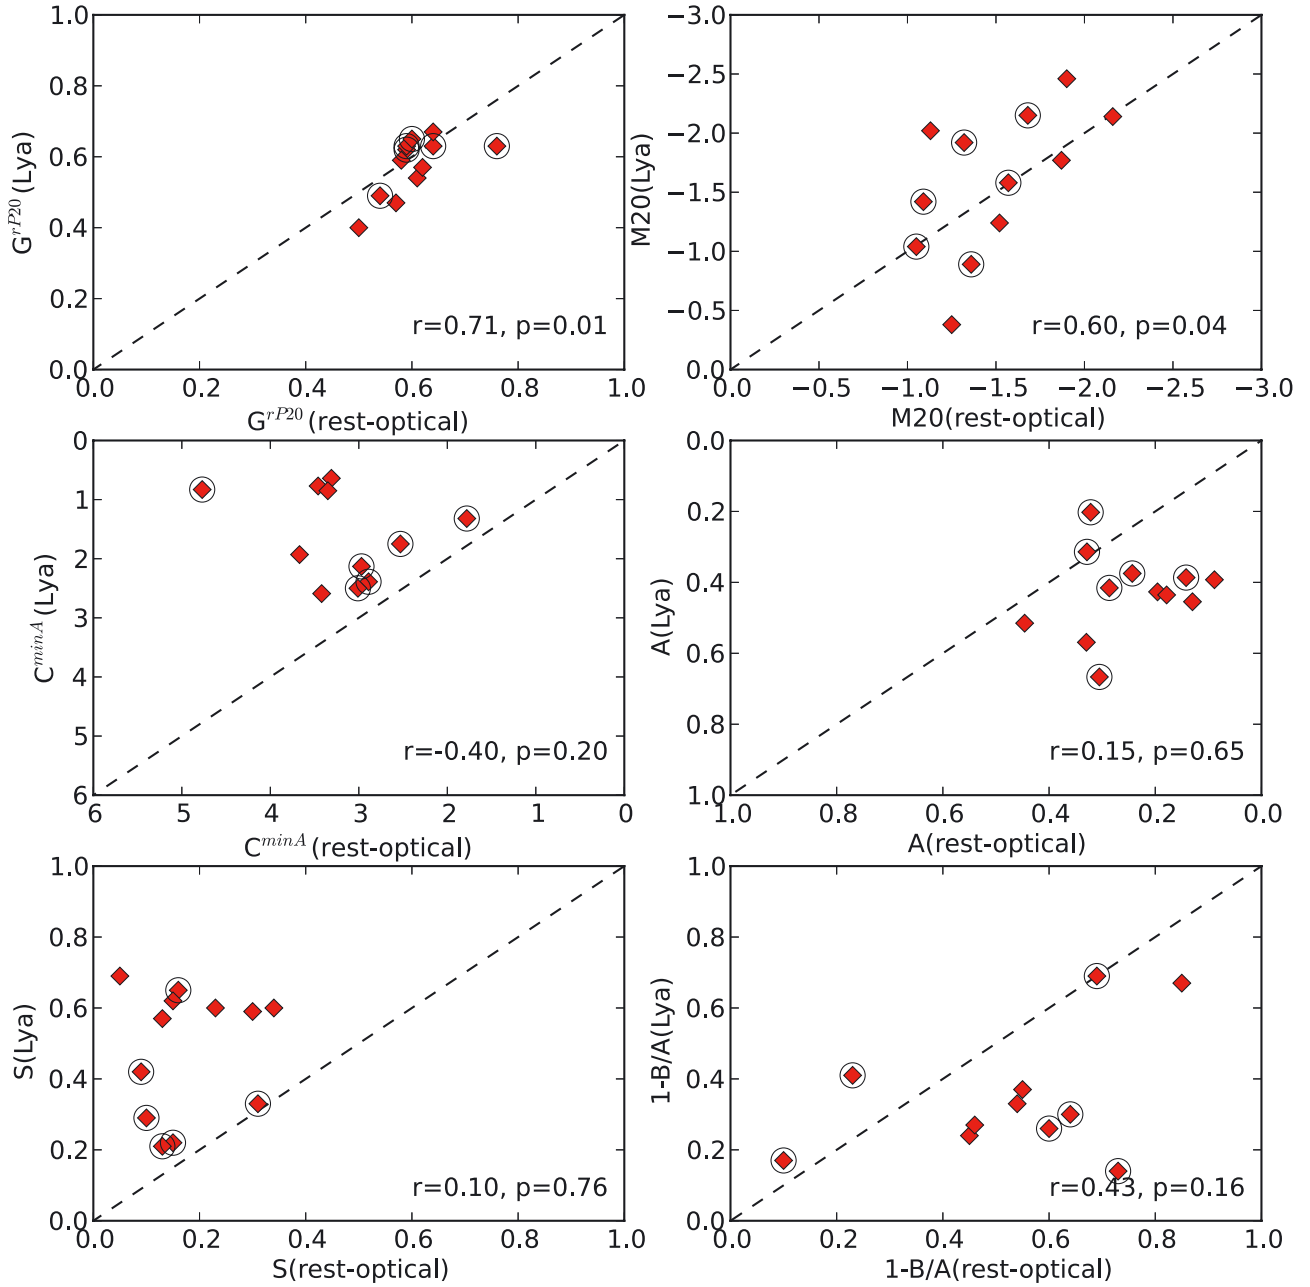 1.0
0.8
0.6
0.4
0.2
0.0
G^{rP20}(Lya)
r=0.71, p=0.01
0.0 0.2 0.4 0.6 0.8 1.0
G^{rP20}(rest-optical)
−3.0
−2.5
−2.0
−1.5
−1.0
−0.5
0.0
M20(Lya)
r=0.60, p=0.04
0.0 −0.5 −1.0 −1.5 −2.0 −2.5 −3.0
M20(rest-optical)
0
1
2
3
4
5
6
C^{minA}(Lya)
r=-0.40, p=0.20
6 5 4 3 2 1 0
C^{minA}(rest-optical)
0.0
0.2
0.4
0.6
0.8
1.0
A(Lya)
r=0.15, p=0.65
1.0 0.8 0.6 0.4 0.2 0.0
A(rest-optical)
1.0
0.8
0.6
0.4
0.2
0.0
S(Lya)
r=0.10, p=0.76
0.0 0.2 0.4 0.6 0.8 1.0
S(rest-optical)
1.0
0.8
0.6
0.4
0.2
0.0
1-B/A(Lya)
r=0.43, p=0.16
0.0 0.2 0.4 0.6 0.8 1.0
1-B/A(rest-optical)